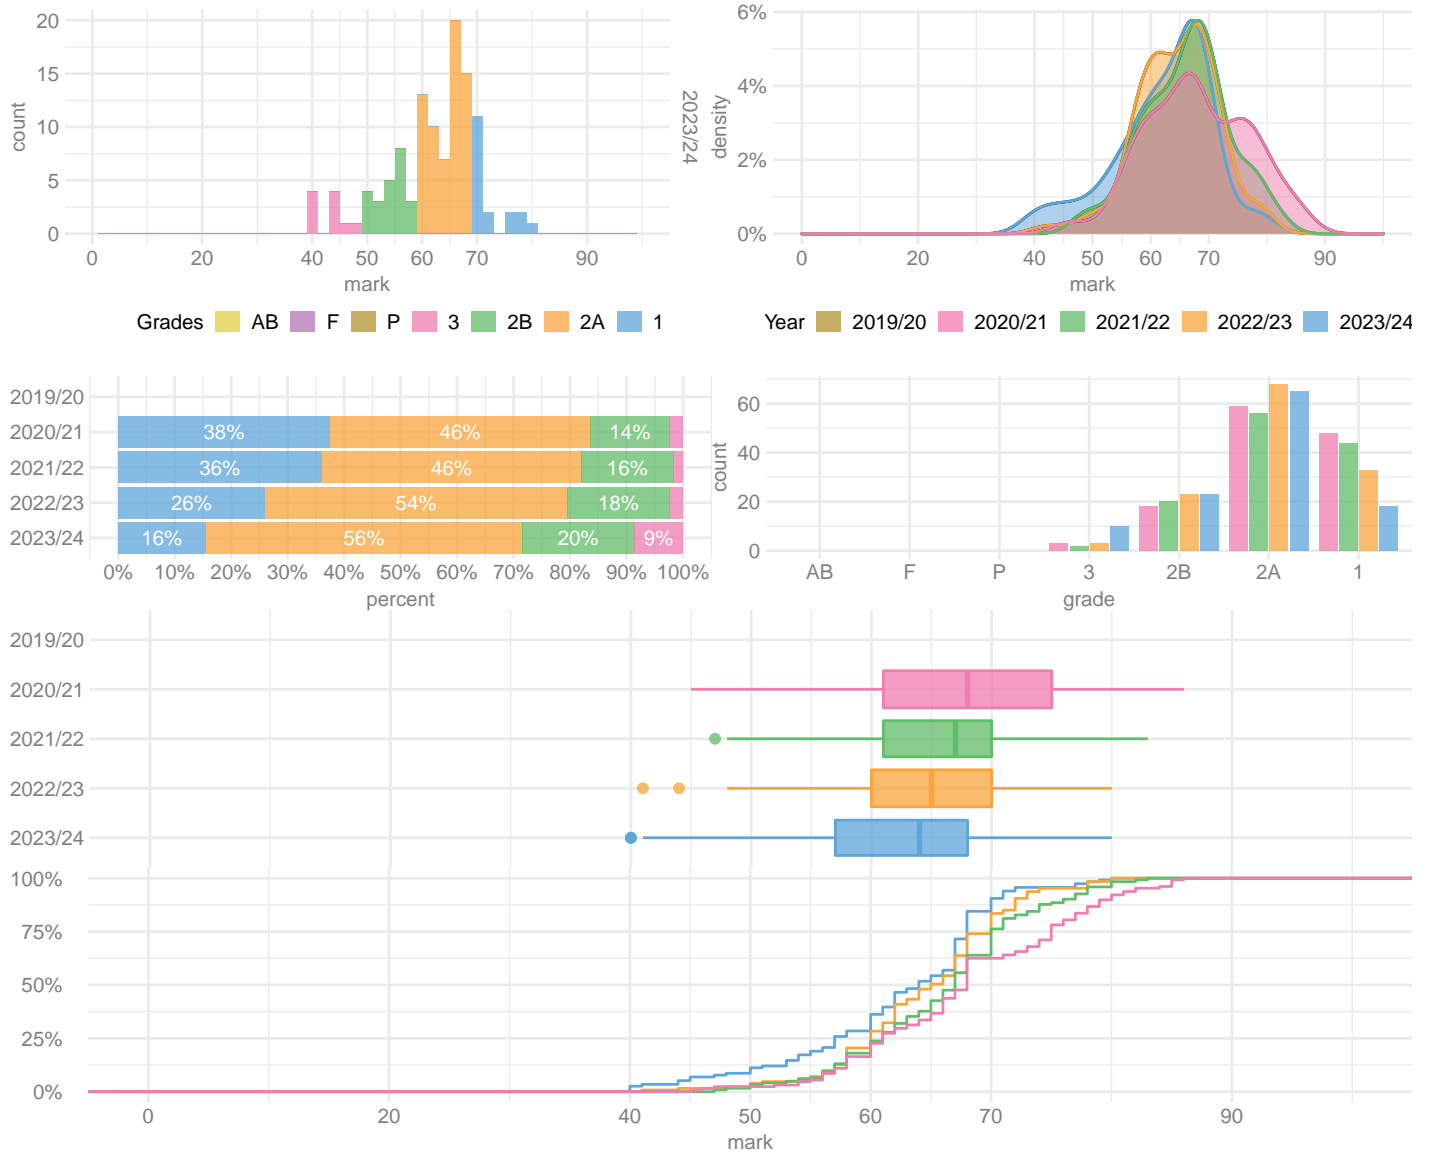 20
15
10
5
0
count
0 20 40 50 60 70 90
mark
2023/24
Grades AB F P 3 2B 2A 1
6%
4%
2%
0%
density
0 20 40 50 60 70 90
mark
Year 2019/20 2020/21 2021/22 2022/23 2023/24
2019/20
2020/21 38% 46% 14%
2021/22 36% 46% 16%
2022/23 26% 54% 18%
2023/24 16% 56% 20% 9%
0% 10% 20% 30% 40% 50% 60% 70% 80% 90% 100%
percent
60
40
20
0
count
AB F P 3 2B 2A 1
grade
2019/20
2020/21
2021/22
2022/23
2023/24
100%
75%
50%
25%
0%
0 20 40 50 60 70 90
mark